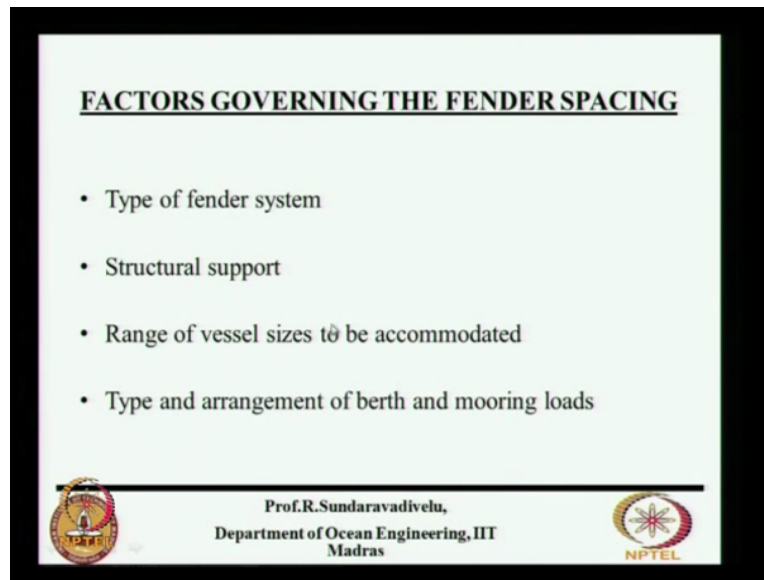 FACTORS GOVERNING THE FENDER SPACING
• Type of fender system
• Structural support
• Range of vessel sizes to be accommodated
• Type and arrangement of berth and mooring loads
Prof.R.Sundaravadivelu,
Department of Ocean Engineering, IIT
Madras
NPTEL
NPTEL